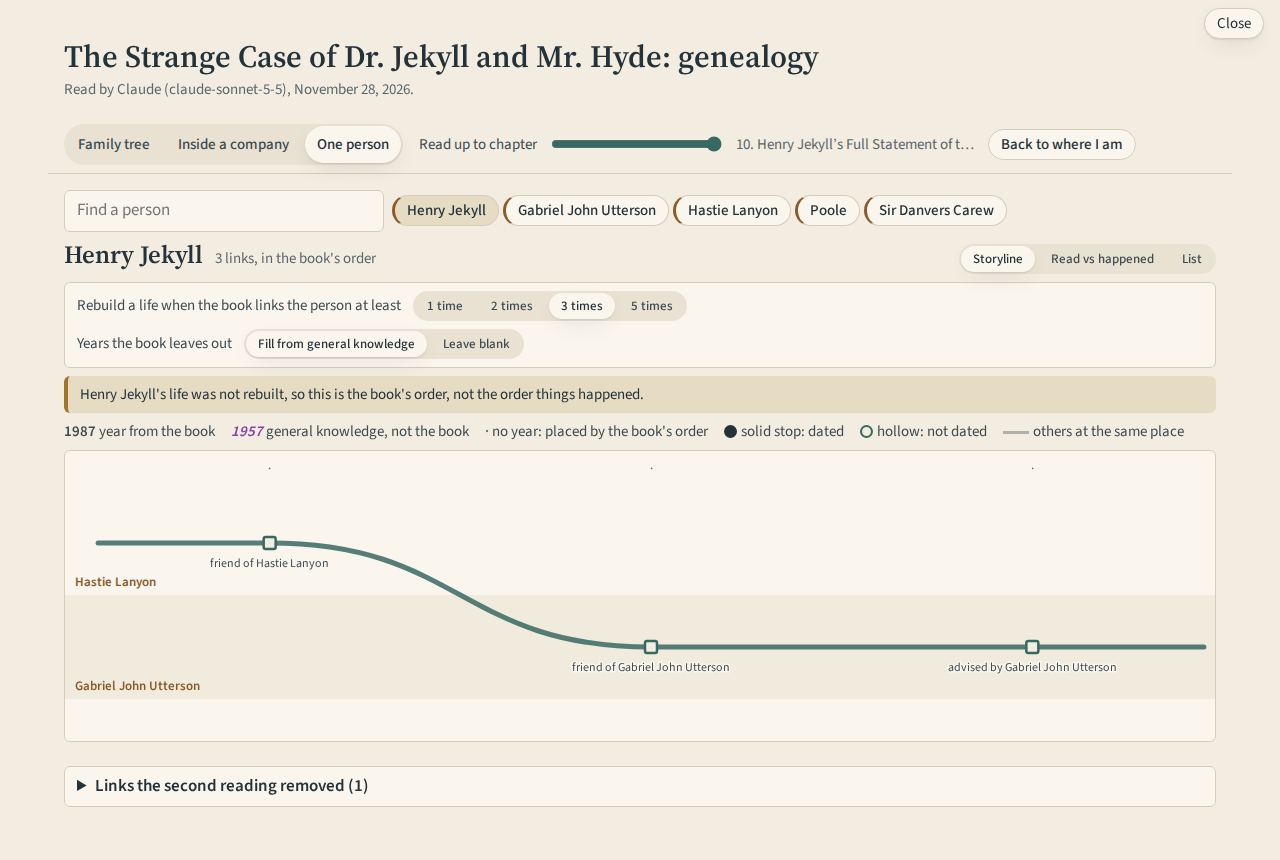 Close
The Strange Case of Dr. Jekyll and Mr. Hyde: genealogy
Read by Claude (claude-sonnet-5-5), November 28, 2026.
Family tree Inside a company One person Read up to chapter 10. Henry Jekyll’s Full Statement of t… Back to where I am
Find a person Henry Jekyll Gabriel John Utterson Hastie Lanyon Poole Sir Danvers Carew
Henry Jekyll 3 links, in the book's order Storyline Read vs happened List
Rebuild a life when the book links the person at least 1 time 2 times 3 times 5 times
Years the book leaves out Fill from general knowledge Leave blank
Henry Jekyll's life was not rebuilt, so this is the book's order, not the order things happened.
1987 year from the book 1957 general knowledge, not the book · no year: placed by the book's order solid stop: dated hollow: not dated others at the same place
· · ·
friend of Hastie Lanyon
Hastie Lanyon
friend of Gabriel John Utterson advised by Gabriel John Utterson
Gabriel John Utterson
Links the second reading removed (1)